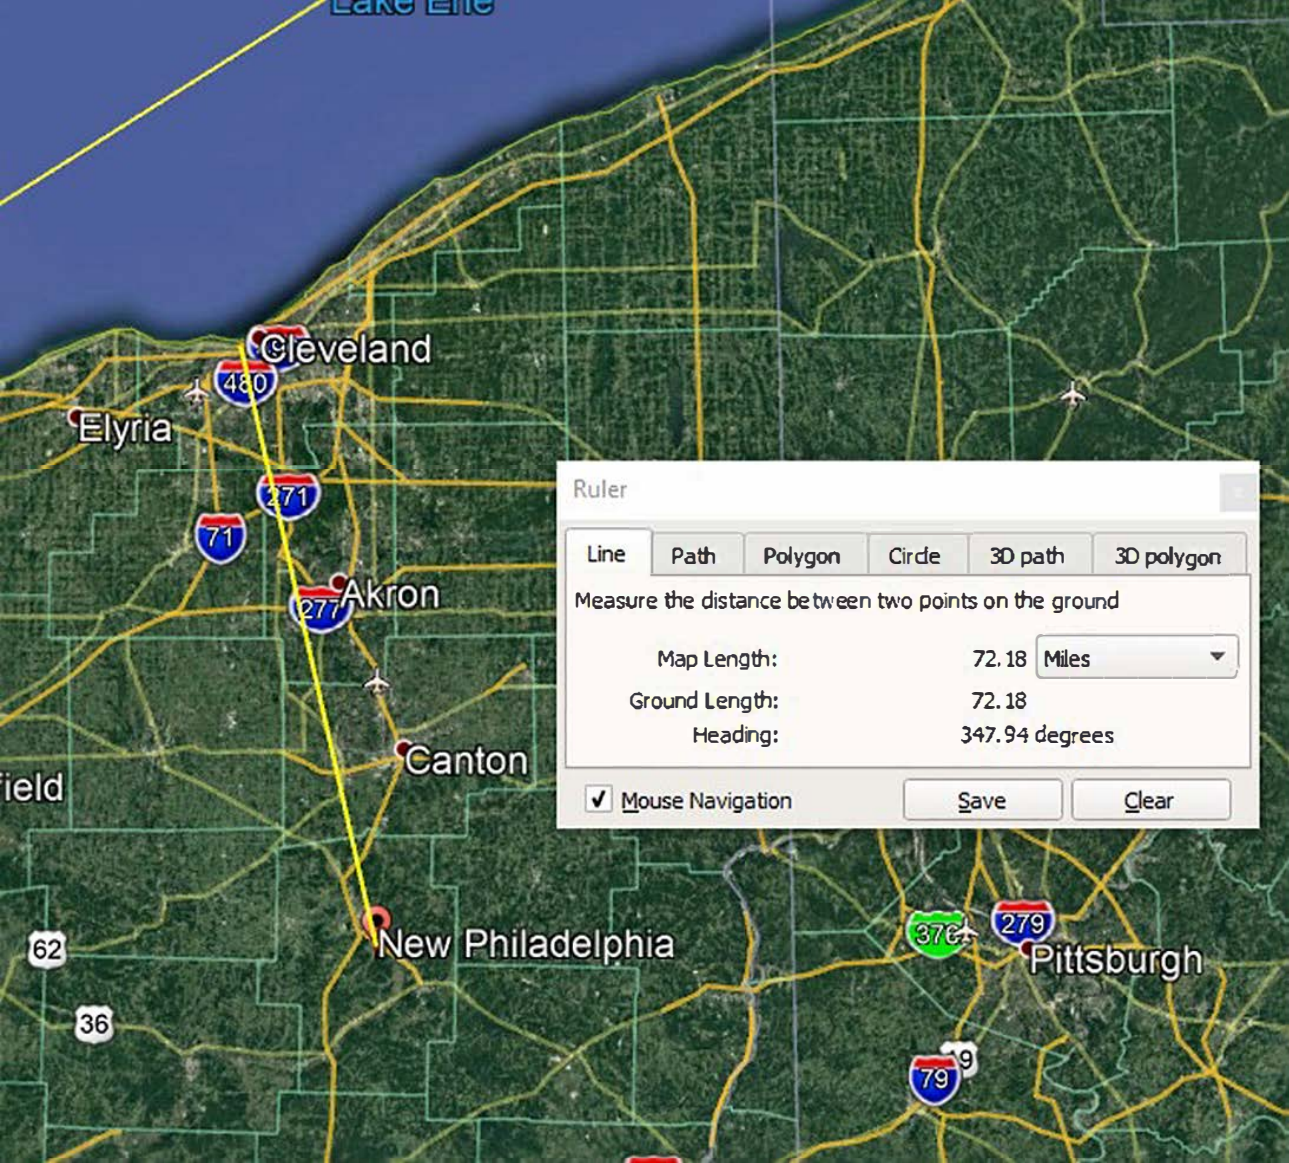 Lake Erie
Cleveland
480
Elyria
271
71
Akron
277
Canton
ield
New Philadelphia
62
36
376
279
Pittsburgh
79
Ruler
Line
Path
Polygon
Circle
3D path
3D polygon
Measure the distance between two points on the ground
Map Length: 72.18 Miles
Ground Length: 72.18
Heading: 347.94 degrees
Mouse Navigation
Save
Clear